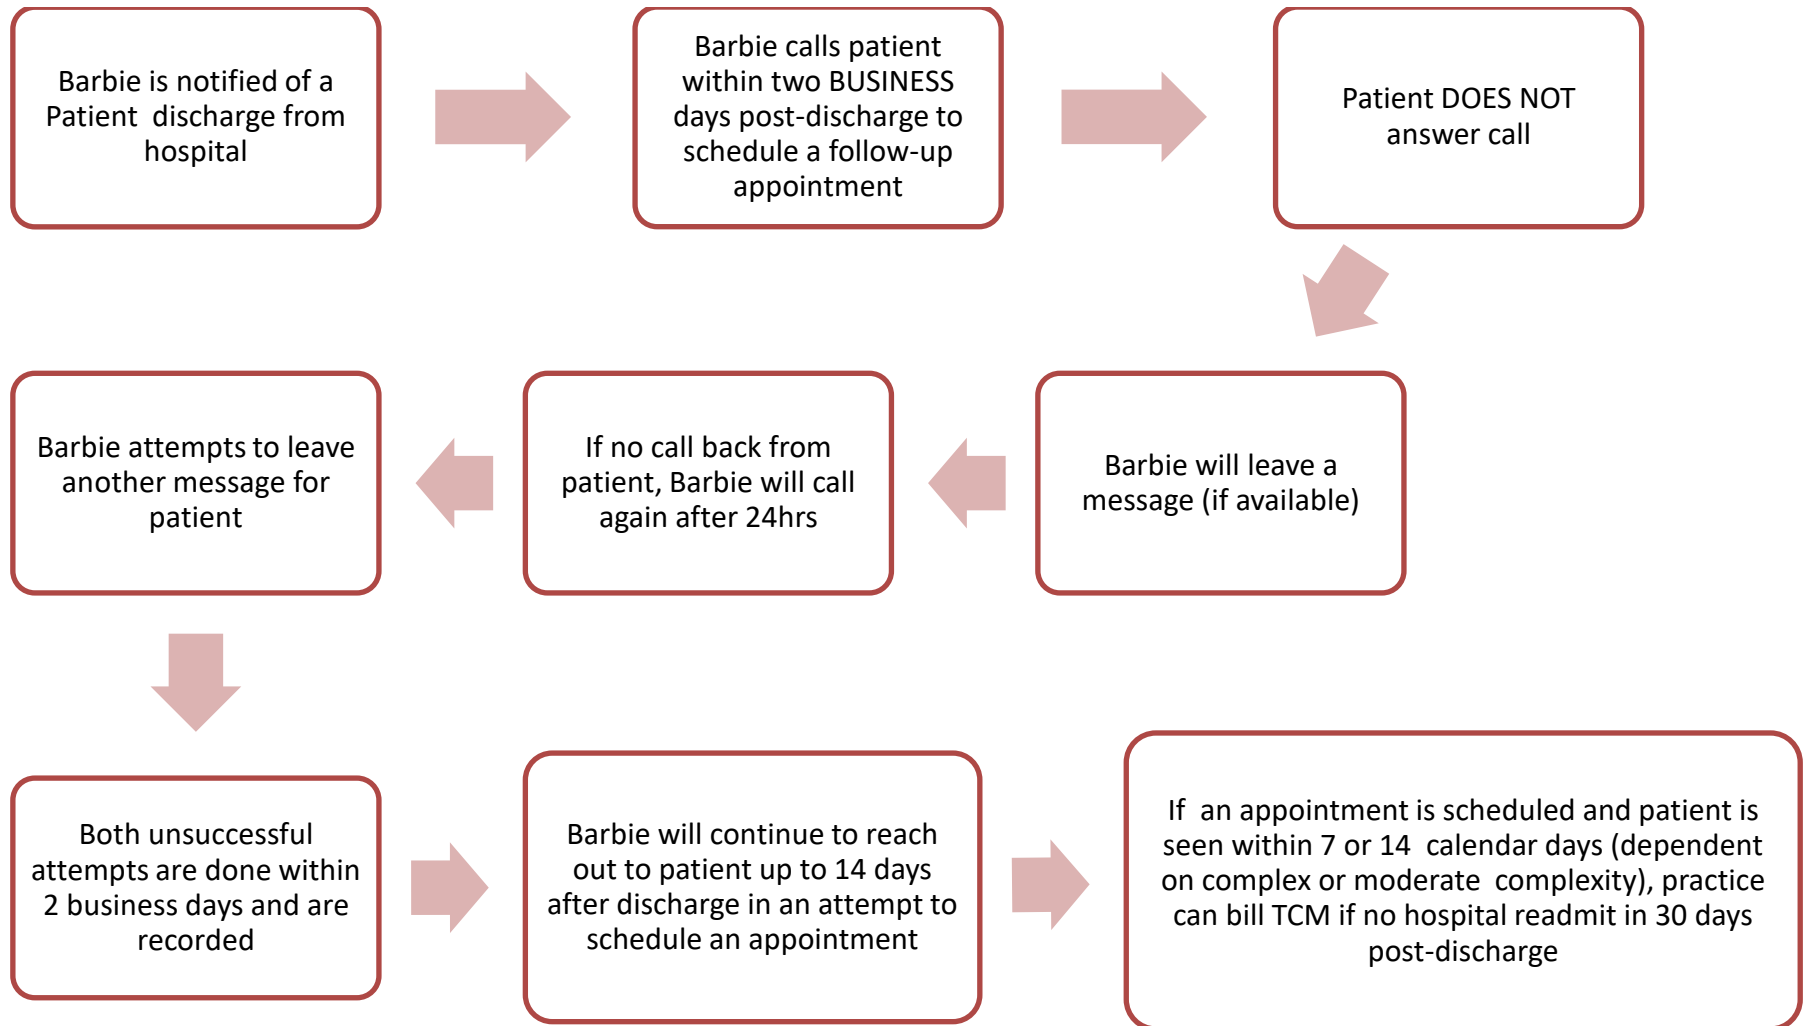 Barbie is notified of a
Patient  discharge from
hospital
Barbie calls patient
within two BUSINESS
days post-discharge to
schedule a follow-up
appointment
Patient DOES NOT
answer call
Barbie will leave a
message (if available)
If no call back from
patient, Barbie will call
again after 24hrs
Barbie attempts to leave
another message for
patient
Both unsuccessful
attempts are done within
2 business days and are
recorded
Barbie will continue to reach
out to patient up to 14 days
after discharge in an attempt to
schedule an appointment
If  an appointment is scheduled and patient is
seen within 7 or 14  calendar days (dependent
on complex or moderate  complexity), practice
can bill TCM if no hospital readmit in 30 days
post-discharge